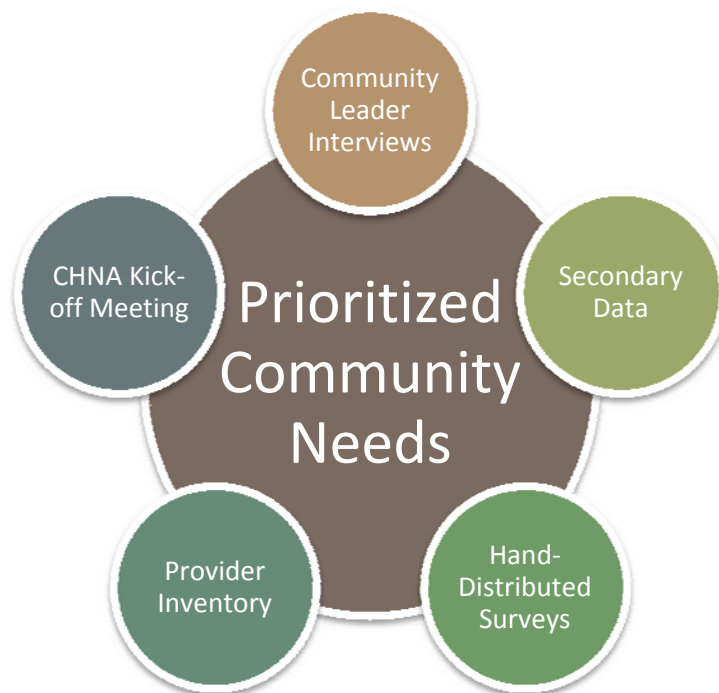 Community
Leader
Interviews
CHNA Kick-
off Meeting
Secondary
Data
Prioritized
Community
Needs
Provider
Inventory
Hand-
Distributed
Surveys